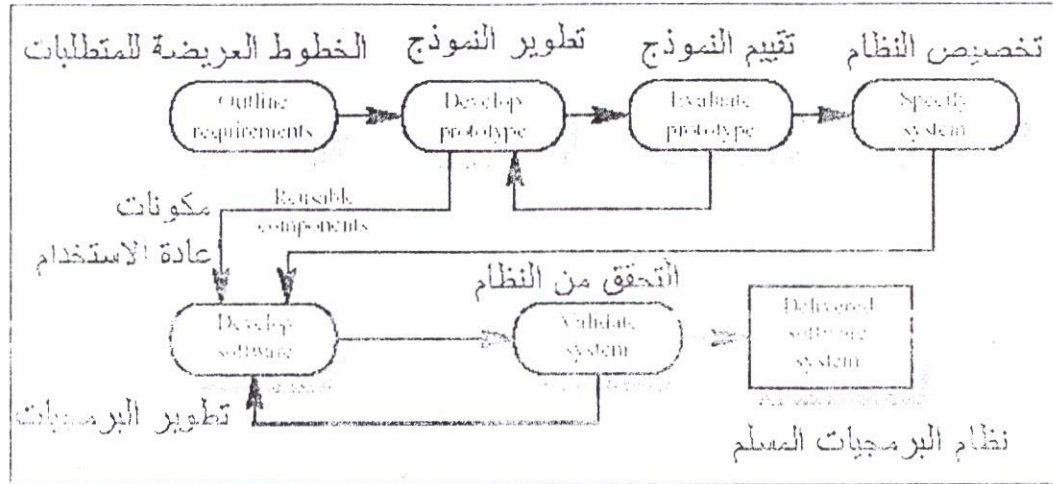 الخطوط العريضة للمتطلبات
تطوير النموذج
تقييم النموذج
تخصيص النظام
Outline
requirements
Develop
prototype
Evaluate
prototype
Specify
system
مكونات
عادة الاستخدام
Reusable
components
التحقق من النظام
Develop
software
Validate
system
Delivered
software
system
تطوير البرمجيات
نظام البرمجيات المسلم